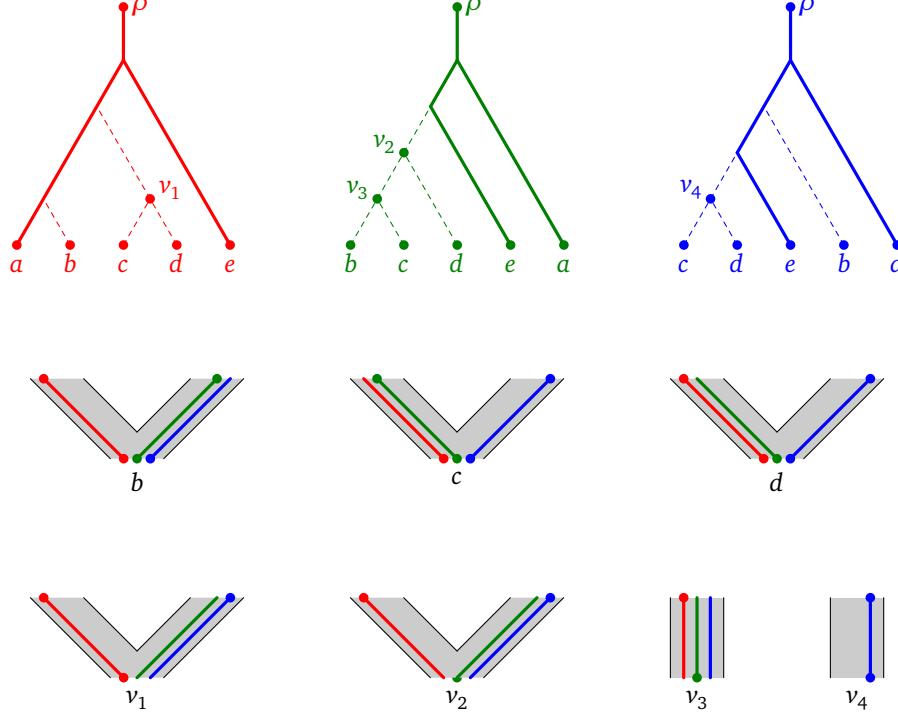 ρ ρ ρ
v₂
v₁ v₃ v₄
a b c d e b c d e a c d e b a
b c d
v₁ v₂ v₃ v₄